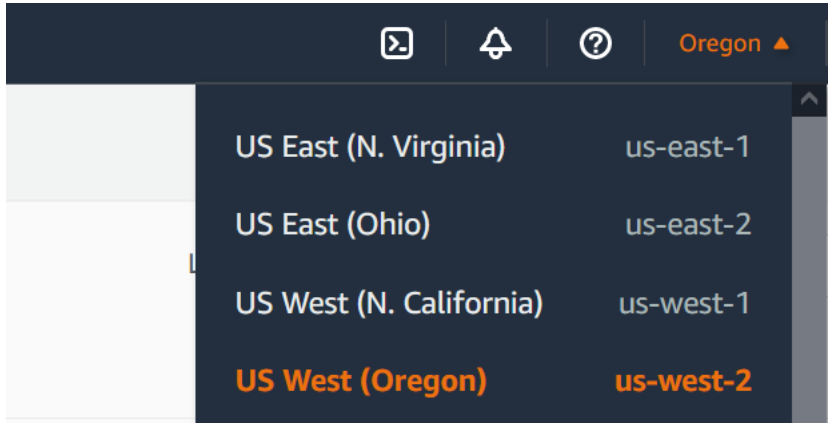 Oregon
US East (N. Virginia) us-east-1
US East (Ohio) us-east-2
L
US West (N. California) us-west-1
US West (Oregon) us-west-2